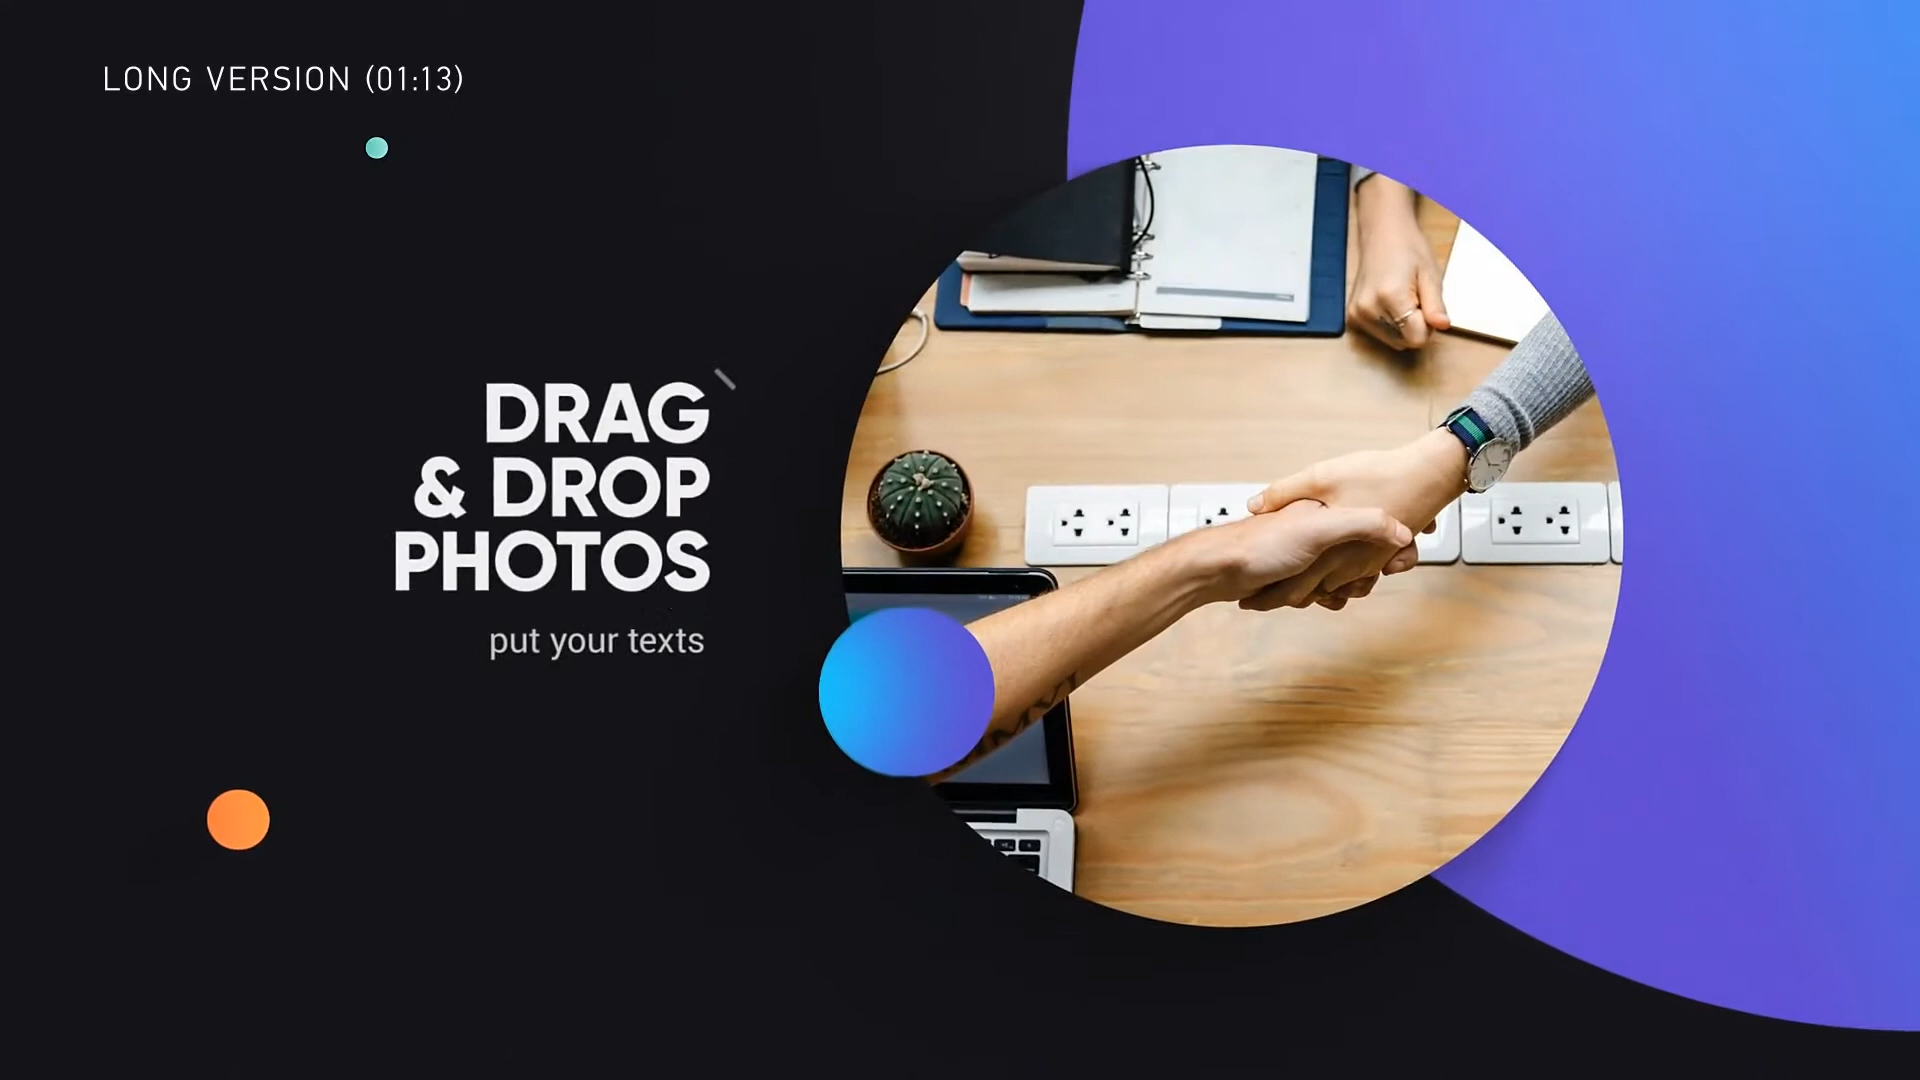 LONG VERSION (01:13)
DRAG
& DROP
PHOTOS
put your texts